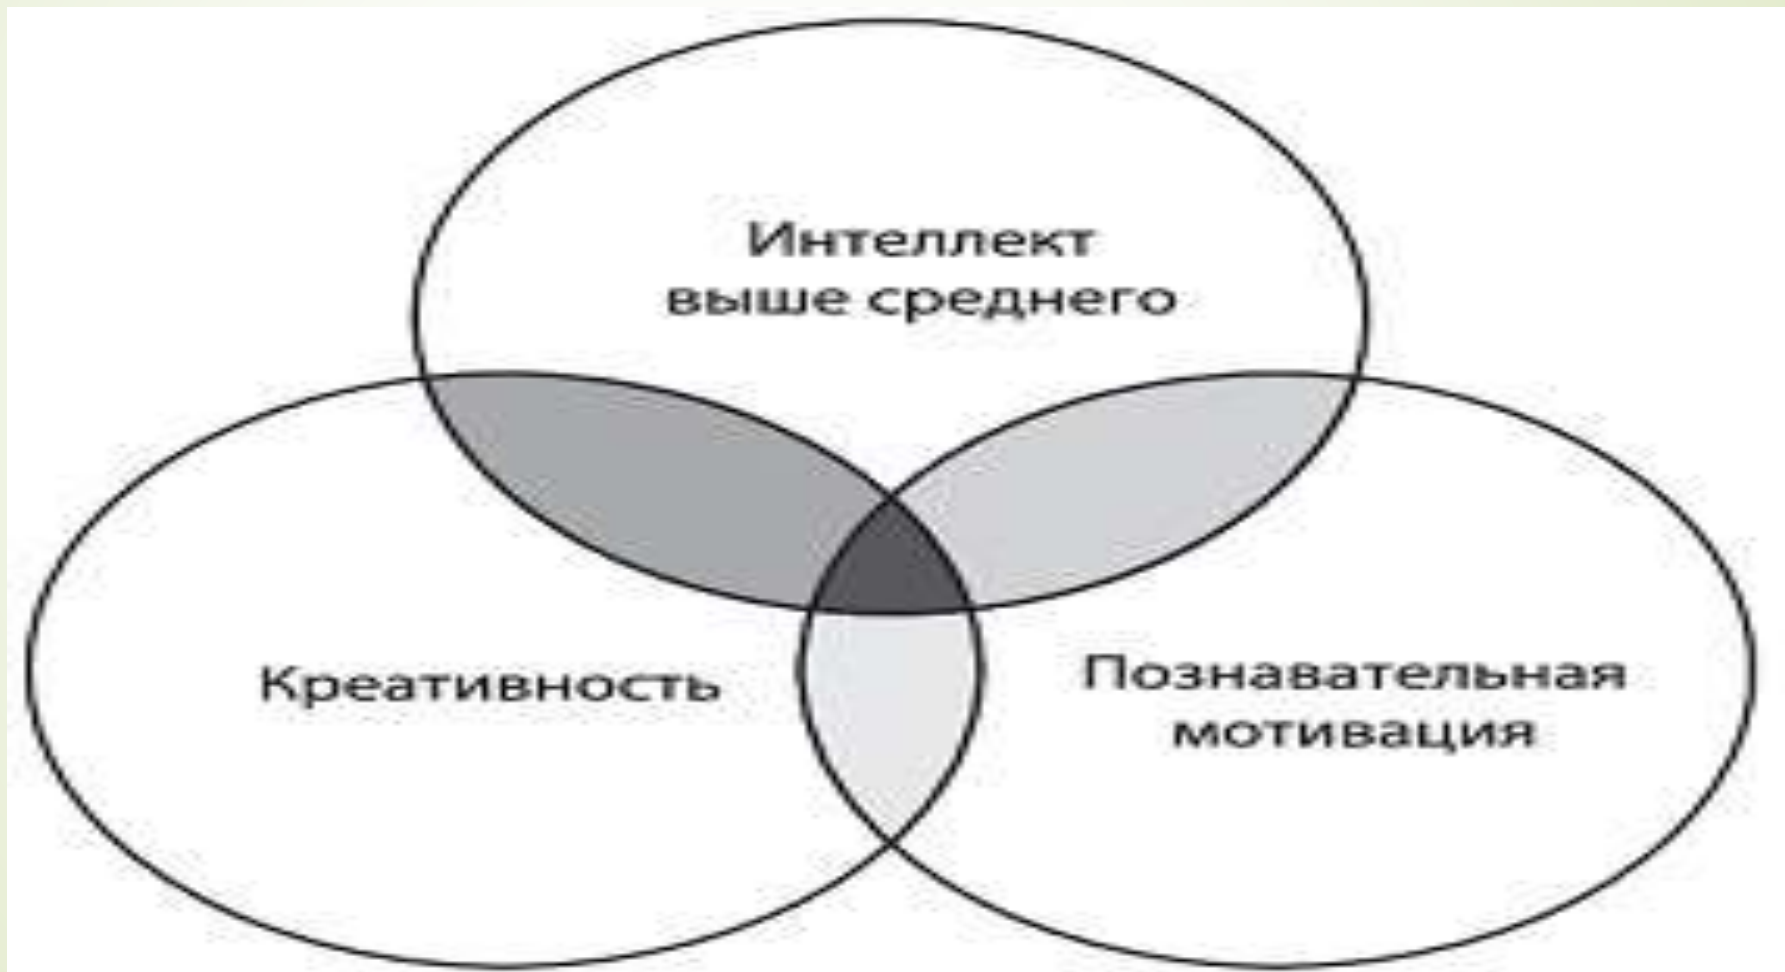 Интеллект
выше среднего
Креативность
Познавательная
мотивация